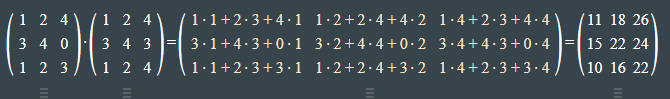 ( 1 2 4 ) ( 1 2 4 ) ( 1·1+2·3+4·1 1·2+2·4+4·2 1·4+2·3+4·4 ) ( 11 18 26 )
( 3 4 0 ) · ( 3 4 3 ) = ( 3·1+4·3+0·1 3·2+4·4+0·2 3·4+4·3+0·4 ) = ( 15 22 24 )
( 1 2 3 ) ( 1 2 4 ) ( 1·1+2·3+3·1 1·2+2·4+3·2 1·4+2·3+3·4 ) ( 10 16 22 )